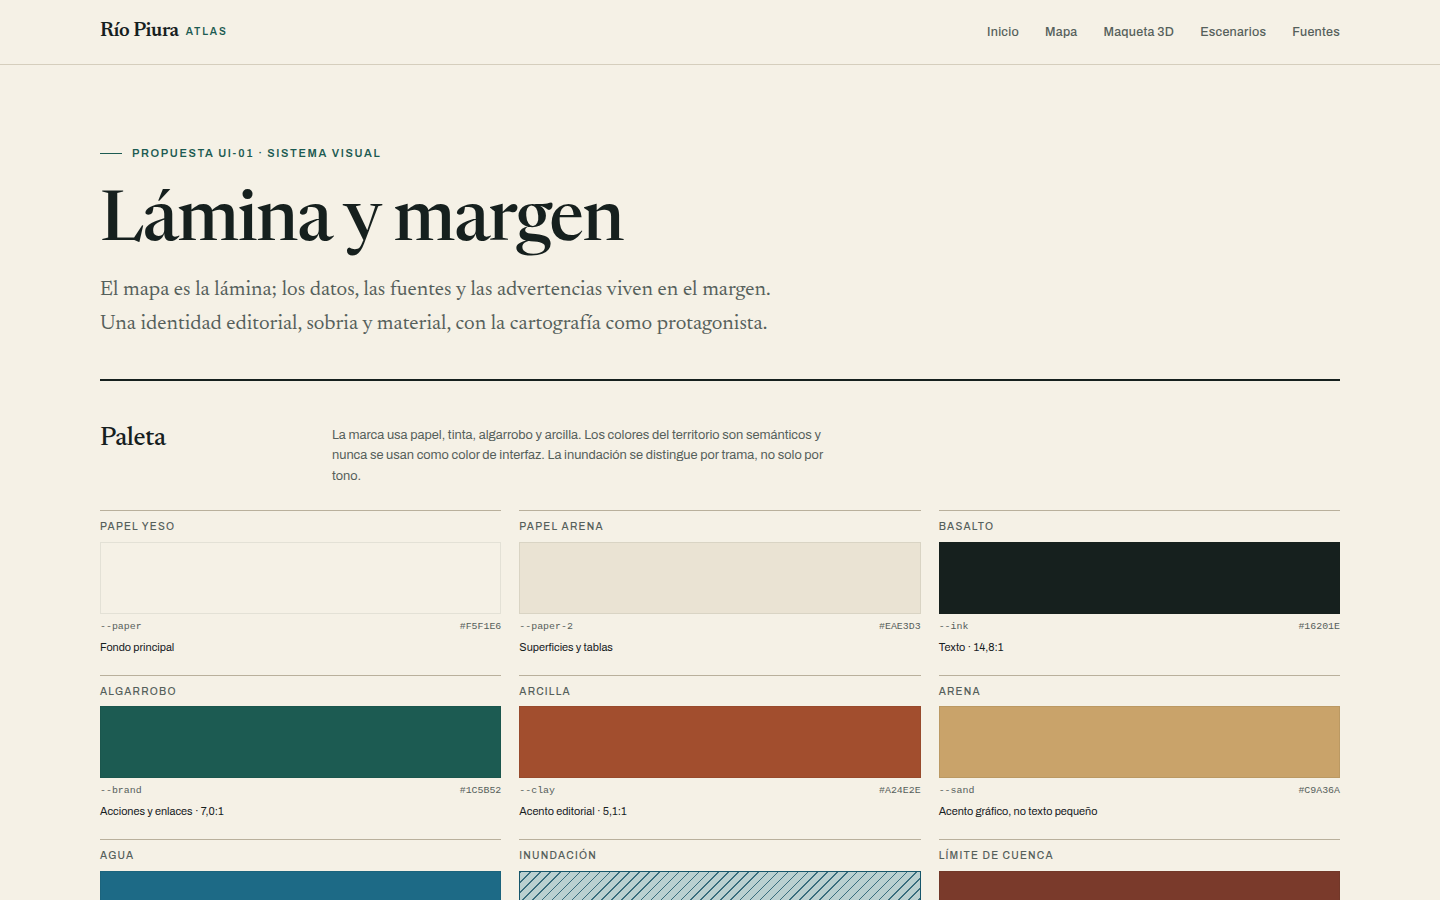 Río Piura ATLAS
Inicio Mapa Maqueta 3D Escenarios Fuentes
PROPUESTA UI-01 · SISTEMA VISUAL
Lámina y margen
El mapa es la lámina; los datos, las fuentes y las advertencias viven en el margen.
Una identidad editorial, sobria y material, con la cartografía como protagonista.
Paleta
La marca usa papel, tinta, algarrobo y arcilla. Los colores del territorio son semánticos y
nunca se usan como color de interfaz. La inundación se distingue por trama, no solo por
tono.
PAPEL YESO
--paper #F5F1E6
Fondo principal
PAPEL ARENA
--paper-2 #EAE3D3
Superficies y tablas
BASALTO
--ink #16201E
Texto · 14,8:1
ALGARROBO
--brand #1C5B52
Acciones y enlaces · 7,0:1
ARCILLA
--clay #A24E2E
Acento editorial · 5,1:1
ARENA
--sand #C9A36A
Acento gráfico, no texto pequeño
AGUA
INUNDACIÓN
LÍMITE DE CUENCA